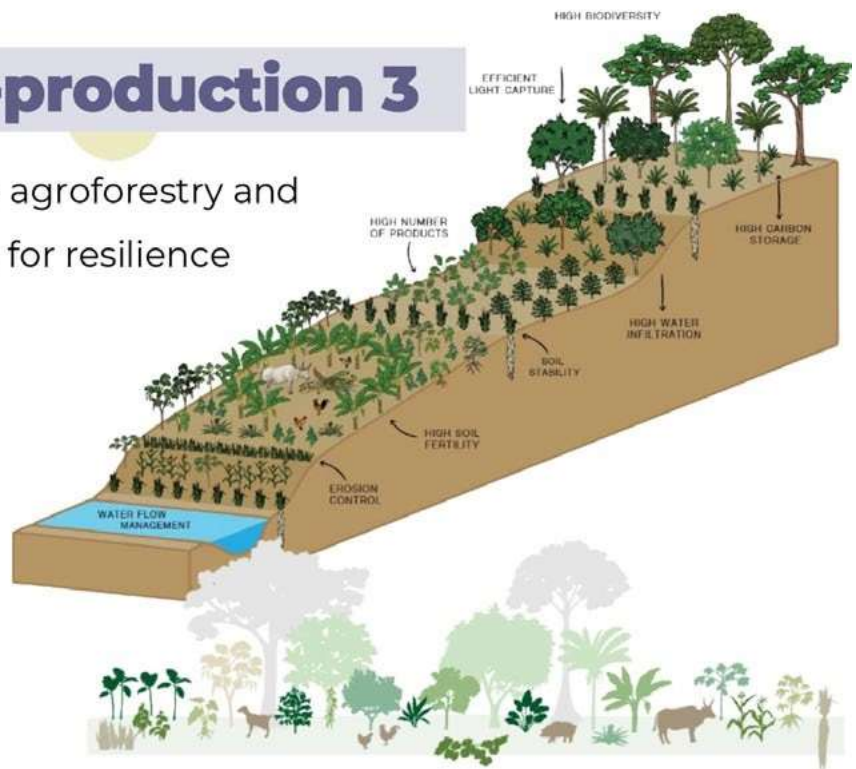 -production 3
agroforestry and
for resilience
HIGH BIODIVERSITY
EFFICIENT
LIGHT CAPTURE
HIGH NUMBER
OF PRODUCTS
HIGH CARBON
STORAGE
HIGH WATER
INFILTRATION
SOIL
STABILITY
HIGH SOIL
FERTILITY
EROSION
CONTROL
WATER FLOW
MANAGEMENT